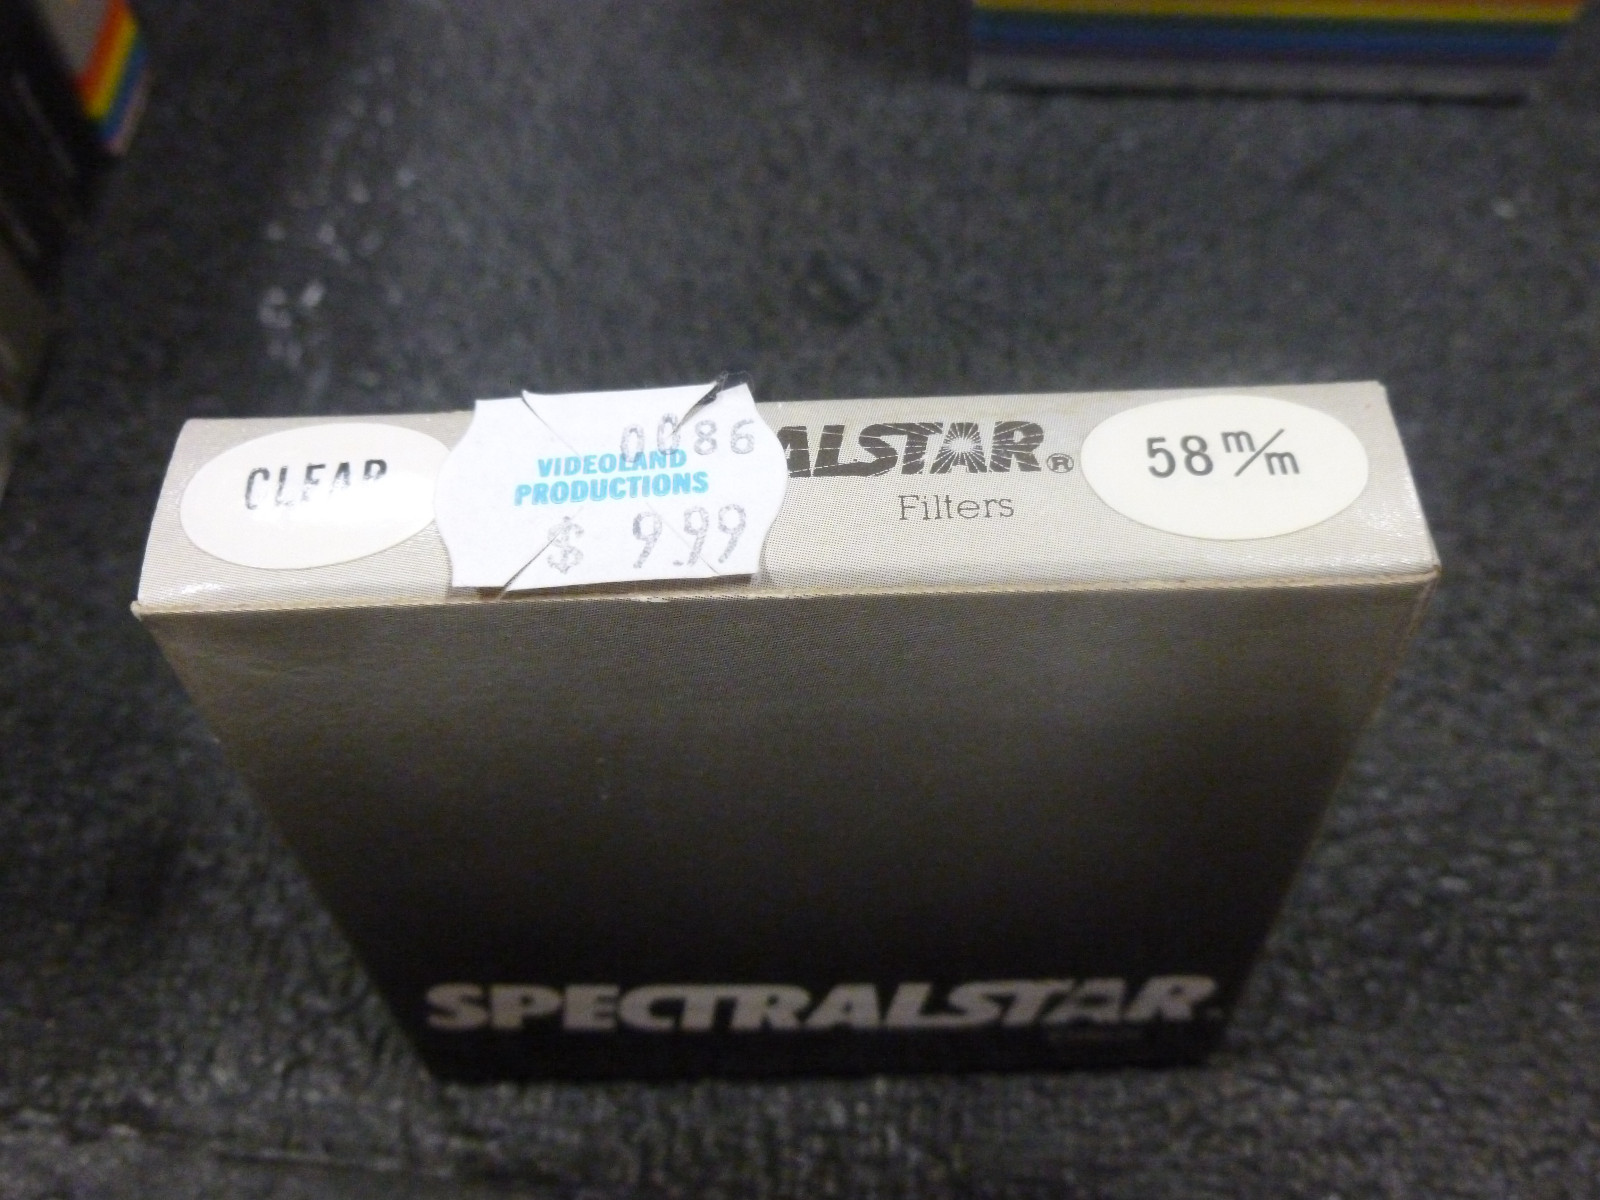 CLEAR
0086
VIDEOLAND
PRODUCTIONS
$ 9.99
ALSTAR®
Filters
58 m/m
SPECTRALSTAR